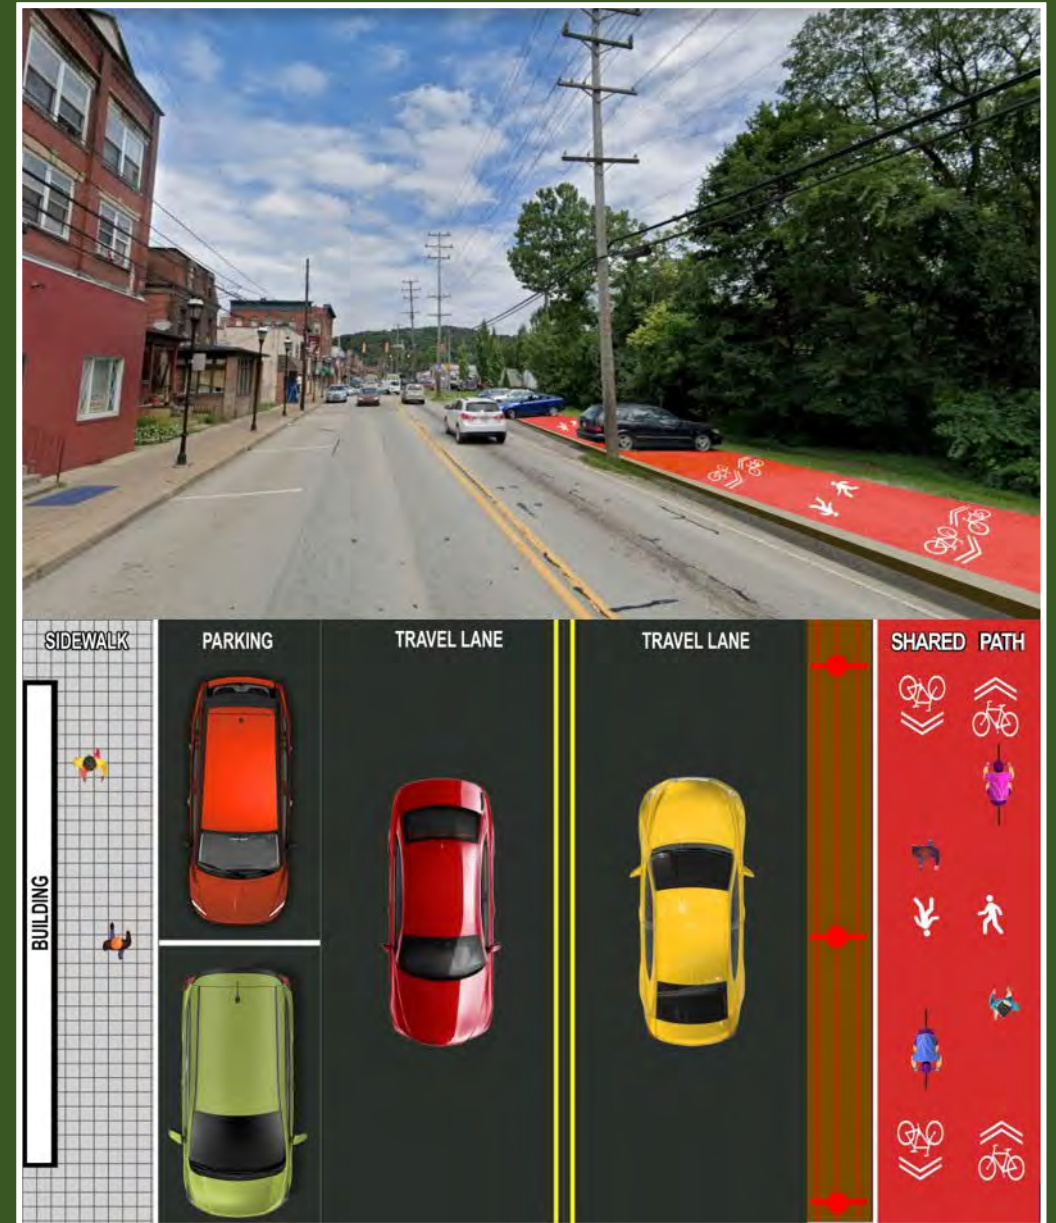 SIDEWALK
PARKING
TRAVEL LANE
TRAVEL LANE
SHARED PATH
BUILDING